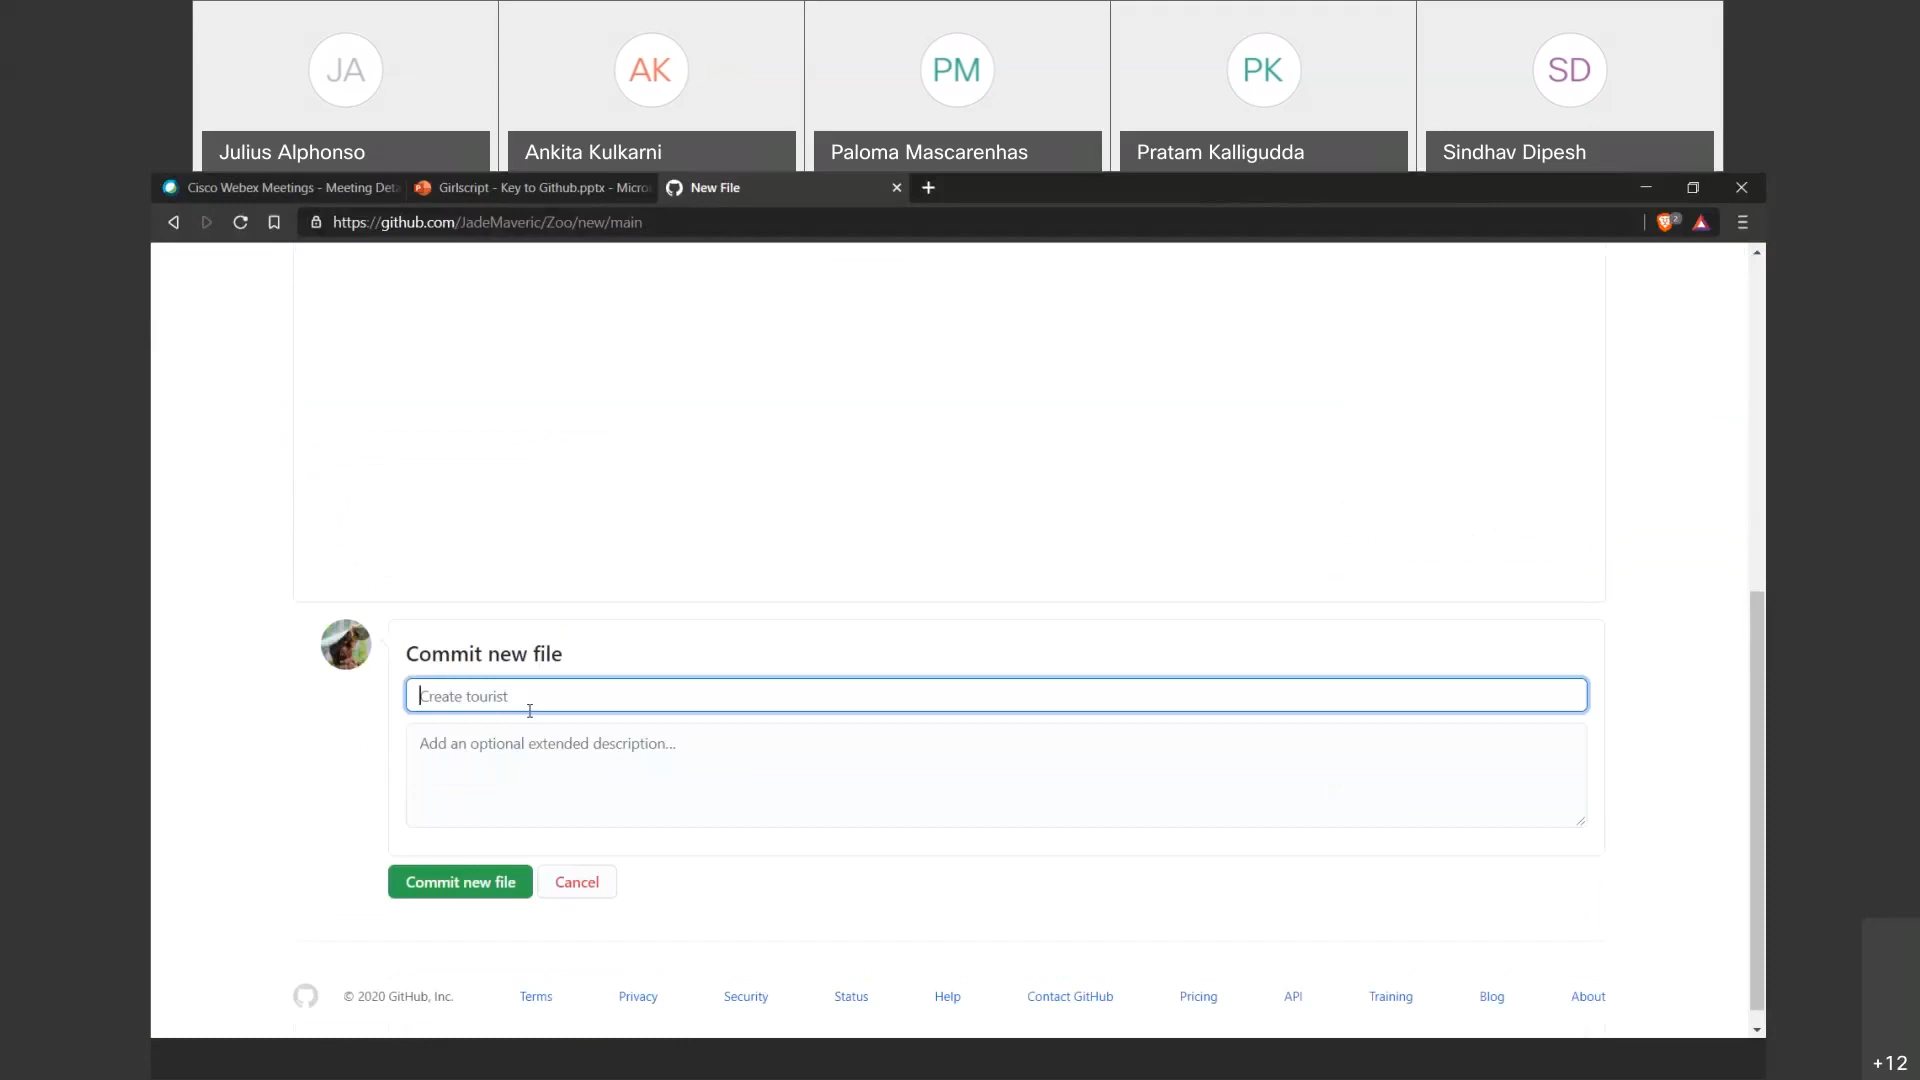 JA
AK
PM
PK
SD
Julius Alphonso
Ankita Kulkarni
Paloma Mascarenhas
Pratam Kalligudda
Sindhav Dipesh
Cisco Webex Meetings - Meeting Deta
Girlscript - Key to Github.pptx - Micro
New File
https://github.com/JadeMaveric/Zoo/new/main
2
Commit new file
Create tourist
Add an optional extended description...
Commit new file
Cancel
© 2020 GitHub, Inc.
Terms
Privacy
Security
Status
Help
Contact GitHub
Pricing
API
Training
Blog
About
+12